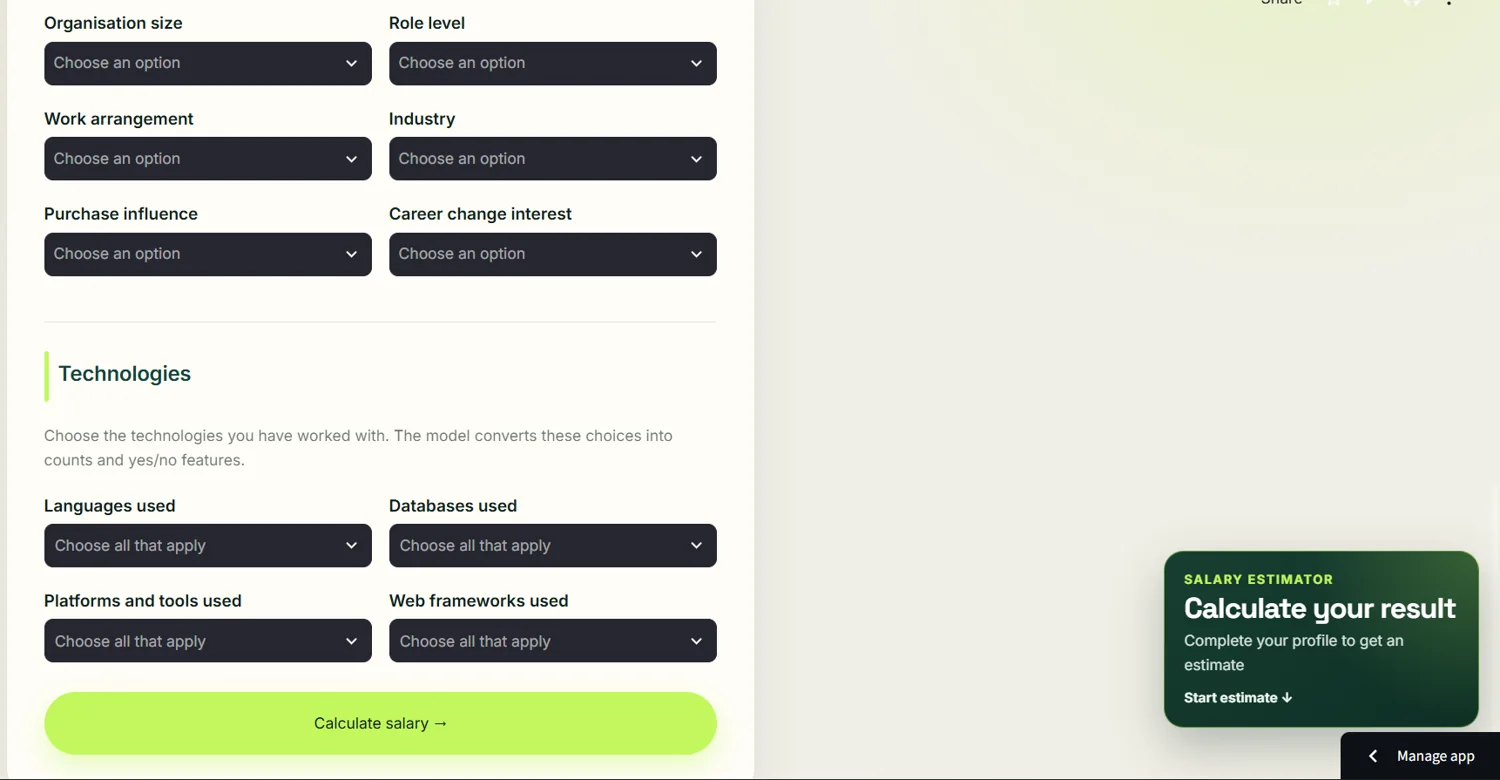 Share
Organisation size
Role level
Choose an option
Choose an option
Work arrangement
Industry
Choose an option
Choose an option
Purchase influence
Career change interest
Choose an option
Choose an option
Technologies
Choose the technologies you have worked with. The model converts these choices into
counts and yes/no features.
Languages used
Databases used
Choose all that apply
Choose all that apply
Platforms and tools used
Web frameworks used
Choose all that apply
Choose all that apply
Calculate salary →
SALARY ESTIMATOR
Calculate your result
Complete your profile to get an
estimate
Start estimate ↓
Manage app